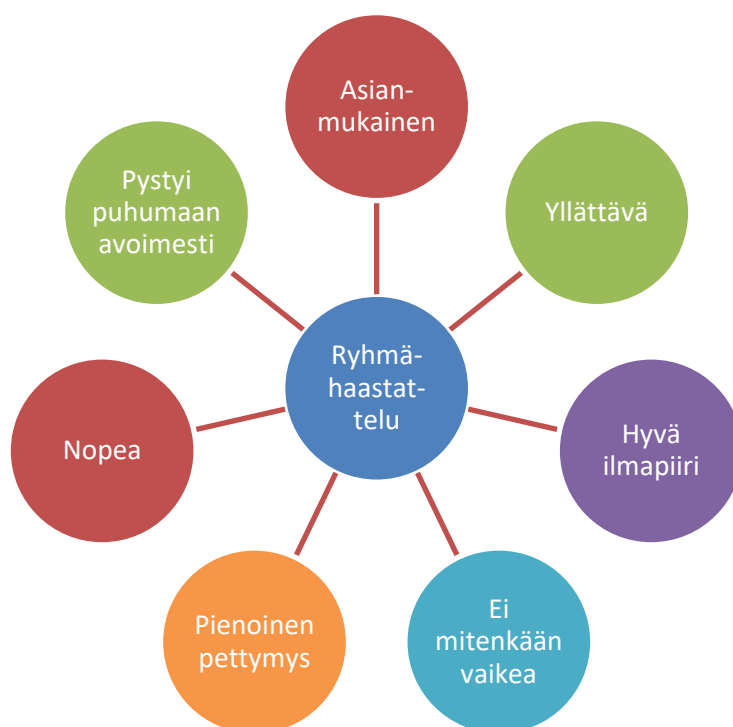 Asian-
mukainen
Pystyi
puhumaan
avoimesti
Yllättävä
Ryhmä-
haastat-
telu
Nopea
Hyvä
ilmapiiri
Pienoinen
pettymys
Ei
mitenkään
vaikea